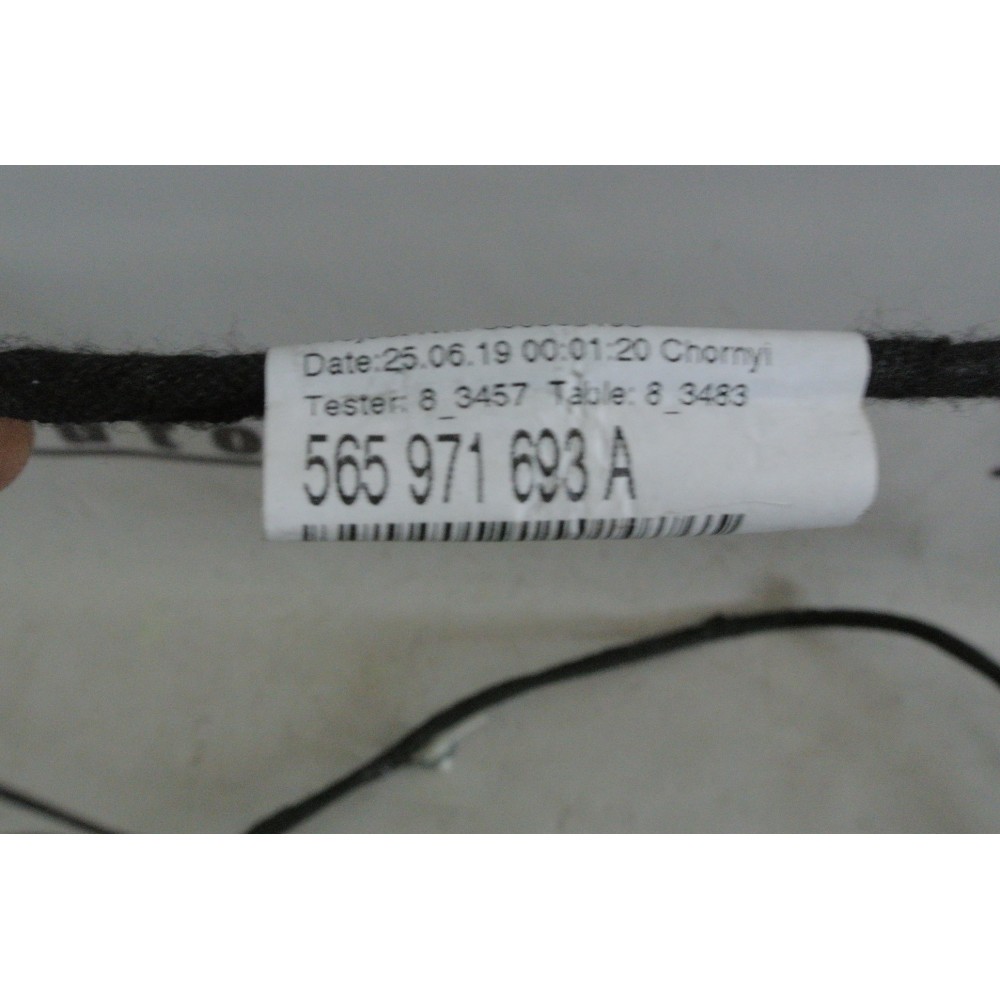 Date:25.06.19 00:01:20 Chornyi
Tester: 8_3457 Table: 8_3483
565 971 693 A